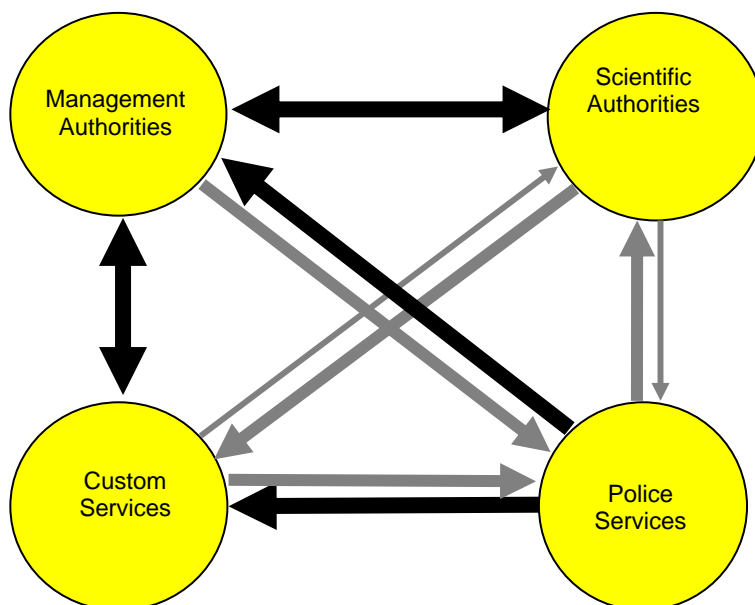 Management
Authorities
Scientific
Authorities
Custom
Services
Police
Services